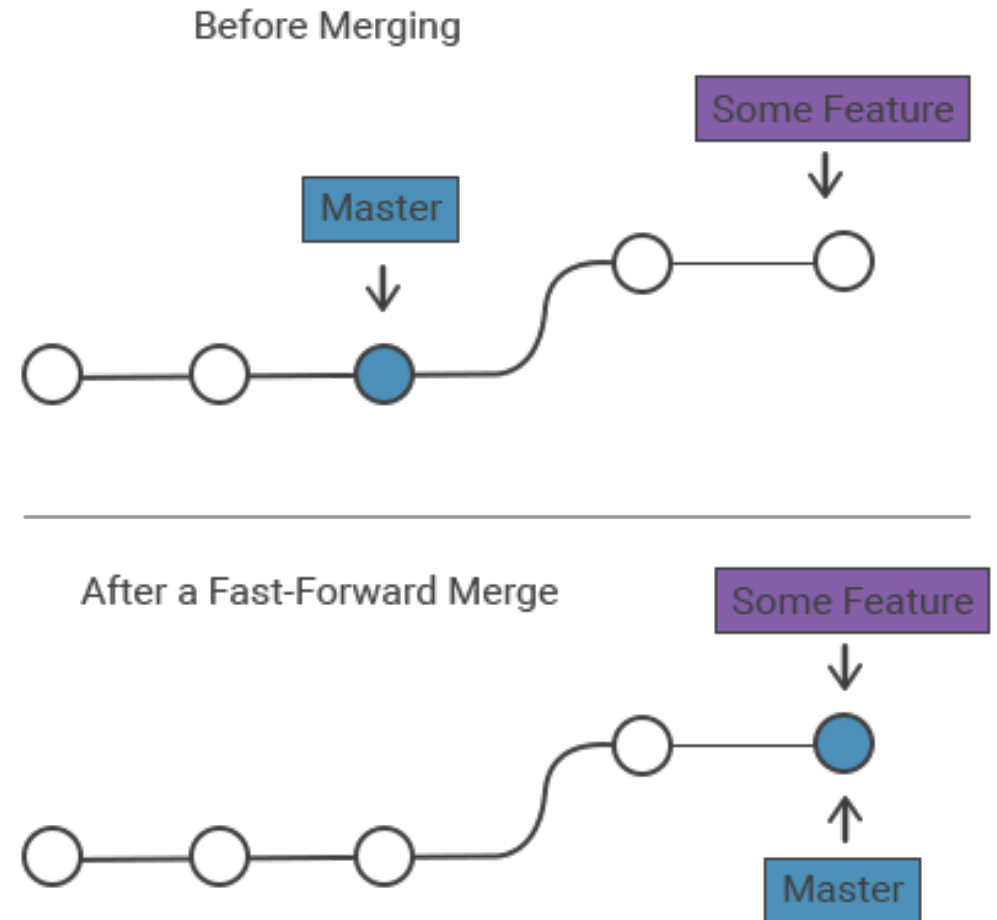 Before Merging
Some Feature
Master
After a Fast-Forward Merge
Some Feature
Master